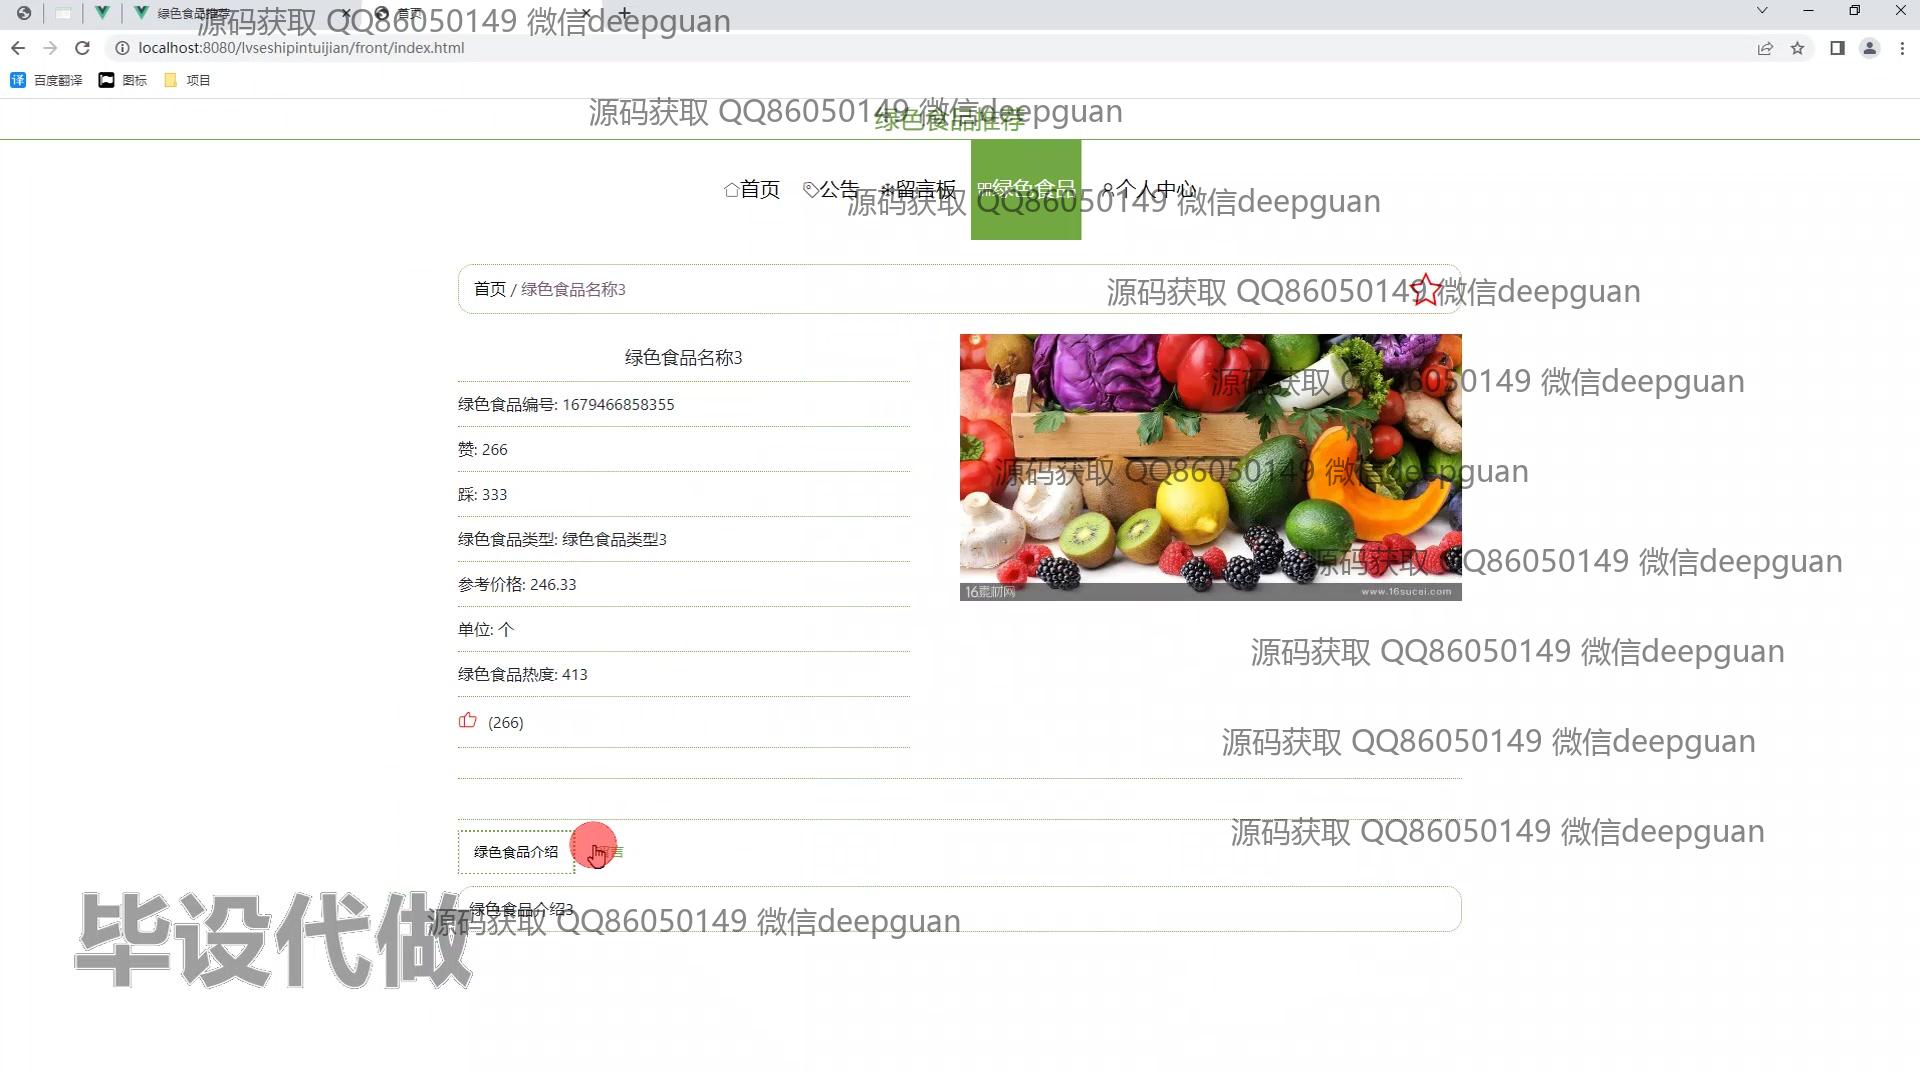 绿色食品推荐
首页
源码获取 QQ86050149 微信deepguan
localhost:8080/lvseshipintuijian/front/index.html
译 百度翻译 图标 项目
源码获取 QQ86050149 微信deepguan
绿色食品推荐
首页 公告 留言板 绿色食品 个人中心
源码获取 QQ86050149 微信deepguan
首页 / 绿色食品名称3
源码获取 QQ86050149 微信deepguan
绿色食品名称3
源码获取 QQ86050149 微信deepguan
绿色食品编号: 1679466858355
赞: 266
源码获取 QQ86050149 微信deepguan
踩: 333
绿色食品类型: 绿色食品类型3
源码获取 QQ86050149 微信deepguan
参考价格: 246.33
16素材网 www.16sucai.com
单位: 个
源码获取 QQ86050149 微信deepguan
绿色食品热度: 413
(266)
源码获取 QQ86050149 微信deepguan
源码获取 QQ86050149 微信deepguan
绿色食品介绍 留言
绿色食品介绍3
源码获取 QQ86050149 微信deepguan
毕设代做